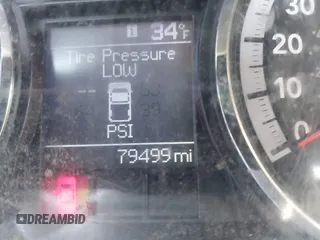 34°F
Tire Pressure
LOW
--
PSI
79499 mi
30
20
10
0
DREAMBID